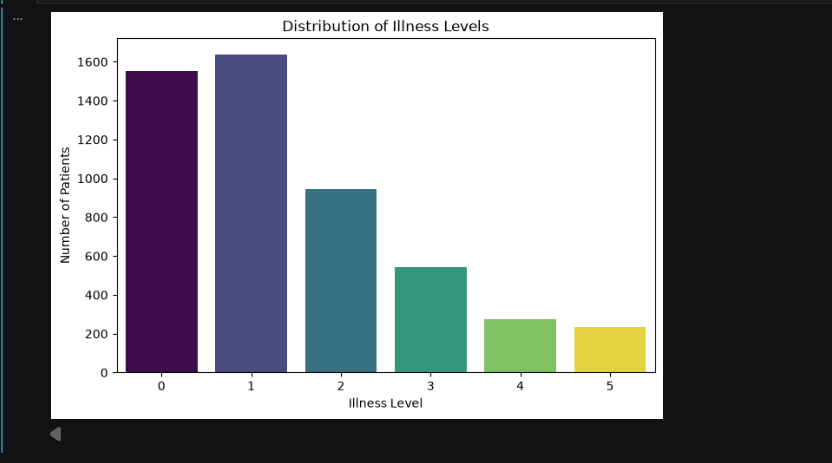 ...
Distribution of Illness Levels
1600
1400
1200
1000
800
600
400
200
0
Number of Patients
0 1 2 3 4 5
Illness Level